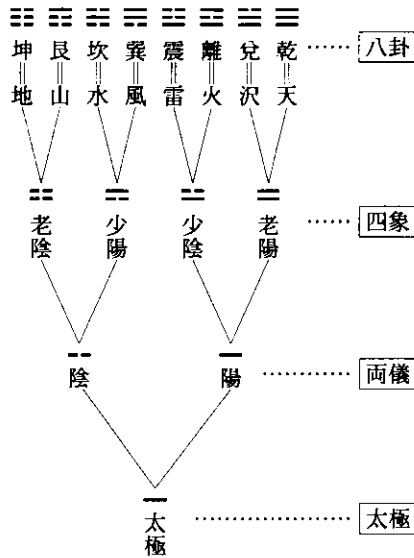 ☷ ☶ ☵ ☴ ☳ ☲ ☱ ☰ …… 八卦
坤 艮 坎 巽 震 離 兌 乾
地 山 水 風 雷 火 沢 天
⚏ ⚍ ⚎ ⚌ …… 四象
老陰 少陽 少陰 老陽
⚋ ⚊ …… 両儀
陰 陽
太極 …… 太極